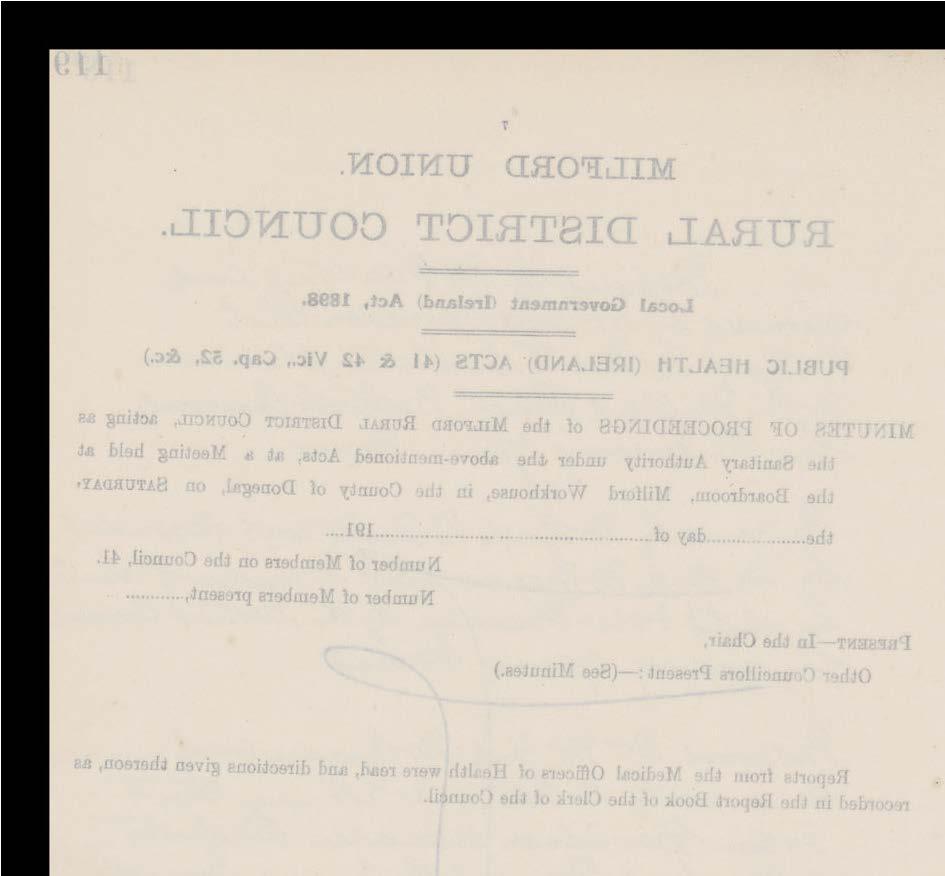 119
MILFORD UNION.
RURAL DISTRICT COUNCIL.
Local Government (Ireland) Act, 1898.
PUBLIC HEALTH (IRELAND) ACTS (41 & 42 Vic., Cap. 52, &c.)
MINUTES OF PROCEEDINGS of the MILFORD RURAL DISTRICT COUNCIL, acting as
the Sanitary Authority under the above-mentioned Acts, at a Meeting held at
the Boardroom, Milford Workhouse, in the County of Donegal, on SATURDAY,
the....................day of........................................................191....
Number of Members on the Council, 41.
Number of Members present,............
PRESENT—In the Chair,
Other Councillors Present:—(See Minutes.)
Reports from the Medical Officers of Health were read, and directions given thereon, as
recorded in the Report Book of the Clerk of the Council.